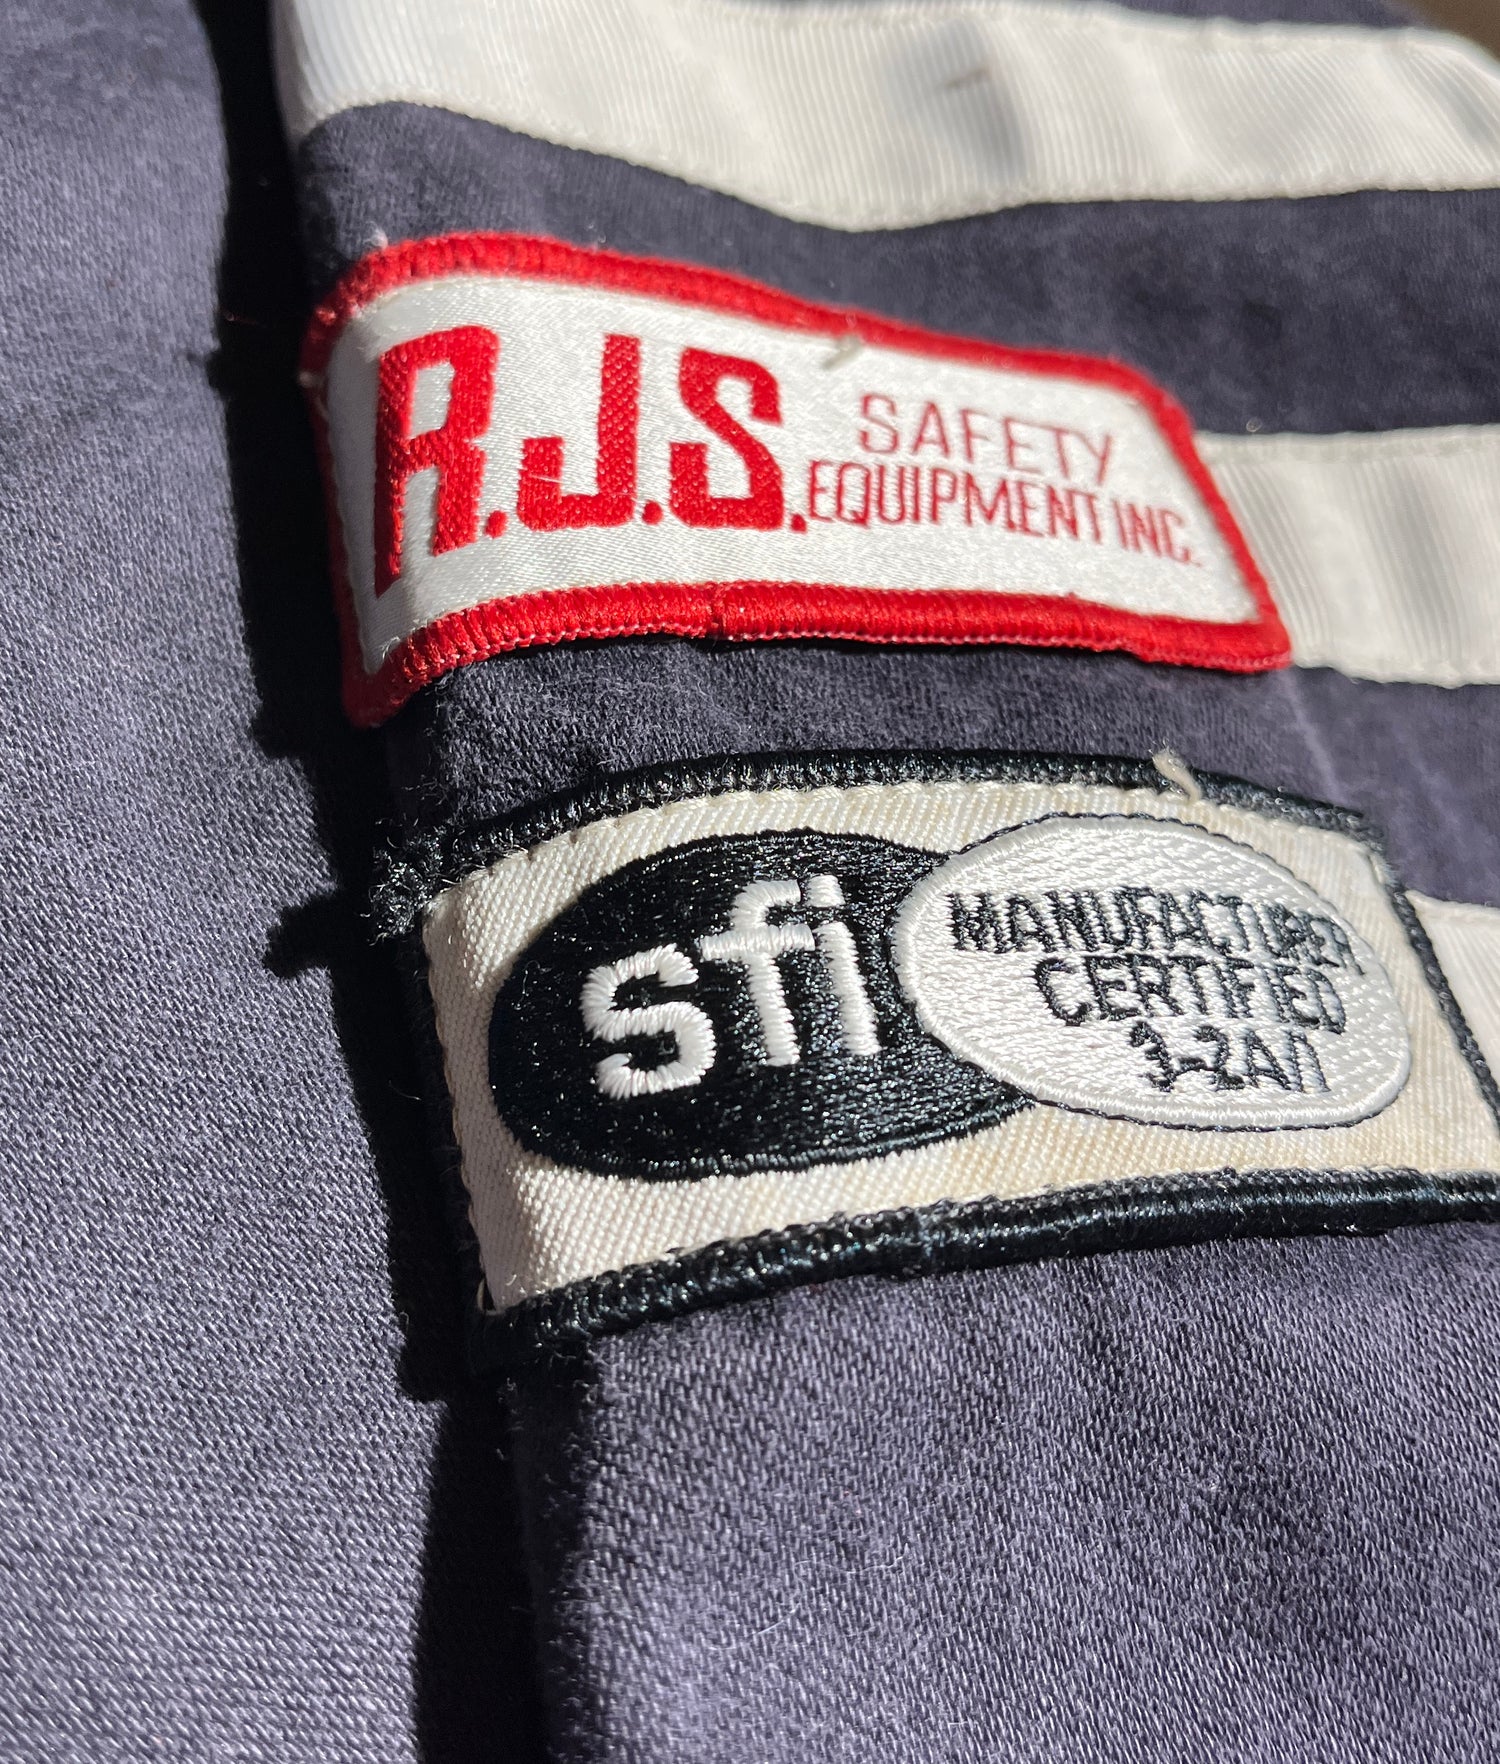 R.J.S. SAFETY
EQUIPMENT INC.
sfi
MANUFACTURER
CERTIFIED
3-2A/1